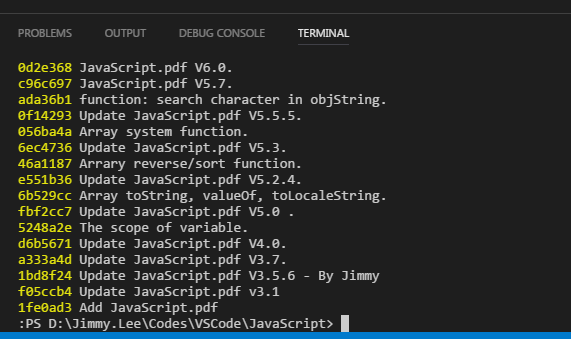 PROBLEMS OUTPUT DEBUG CONSOLE TERMINAL
0d2e368 JavaScript.pdf V6.0.
c96c697 JavaScript.pdf V5.7.
ada36b1 function: search character in objString.
0f14293 Update JavaScript.pdf V5.5.5.
056ba4a Array system function.
6ec4736 Update JavaScript.pdf V5.3.
46a1187 Arrary reverse/sort function.
e551b36 Update JavaScript.pdf V5.2.4.
6b529cc Array toString, valueOf, toLocaleString.
fbf2cc7 Update JavaScript.pdf V5.0 .
5248a2e The scope of variable.
d6b5671 Update JavaScript.pdf V4.0.
a333a4d Update JavaScript.pdf V3.7.
1bd8f24 Update JavaScript.pdf V3.5.6 - By Jimmy
f05ccb4 Update JavaScript.pdf v3.1
1fe0ad3 Add JavaScript.pdf
:PS D:\Jimmy.Lee\Codes\VSCode\JavaScript>